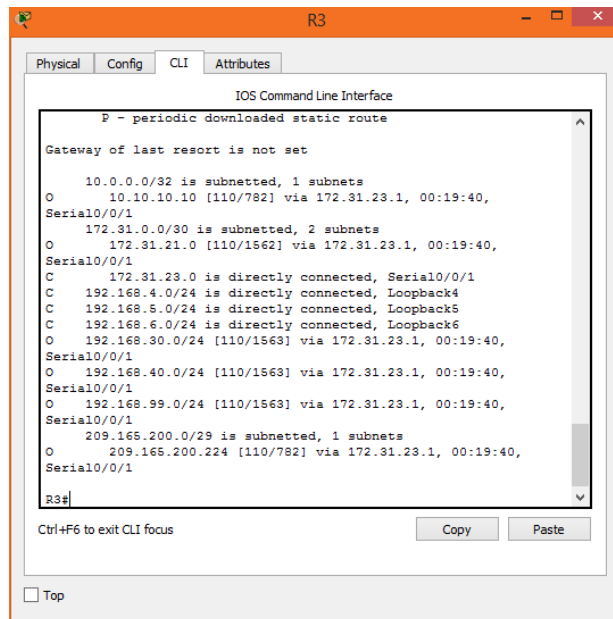 R3
Physical Config CLI Attributes
IOS Command Line Interface
P - periodic downloaded static route
Gateway of last resort is not set
10.0.0.0/32 is subnetted, 1 subnets
O 10.10.10.10 [110/782] via 172.31.23.1, 00:19:40,
Serial0/0/1
172.31.0.0/30 is subnetted, 2 subnets
O 172.31.21.0 [110/1562] via 172.31.23.1, 00:19:40,
Serial0/0/1
C 172.31.23.0 is directly connected, Serial0/0/1
C 192.168.4.0/24 is directly connected, Loopback4
C 192.168.5.0/24 is directly connected, Loopback5
C 192.168.6.0/24 is directly connected, Loopback6
O 192.168.30.0/24 [110/1563] via 172.31.23.1, 00:19:40,
Serial0/0/1
O 192.168.40.0/24 [110/1563] via 172.31.23.1, 00:19:40,
Serial0/0/1
O 192.168.99.0/24 [110/1563] via 172.31.23.1, 00:19:40,
Serial0/0/1
209.165.200.0/29 is subnetted, 1 subnets
O 209.165.200.224 [110/782] via 172.31.23.1, 00:19:40,
Serial0/0/1
R3#
Ctrl+F6 to exit CLI focus Copy Paste
Top